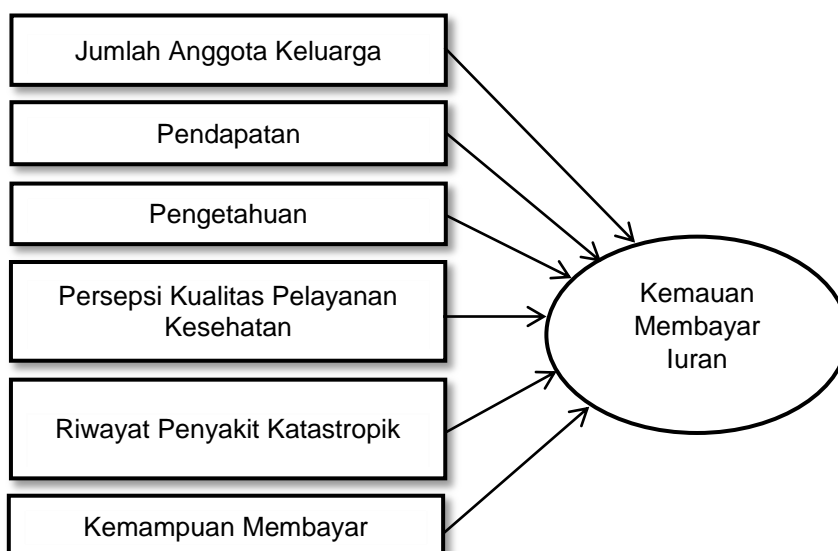 Jumlah Anggota Keluarga
Pendapatan
Pengetahuan
Persepsi Kualitas Pelayanan
Kesehatan
Riwayat Penyakit Katastropik
Kemampuan Membayar
Kemauan
Membayar
Iuran